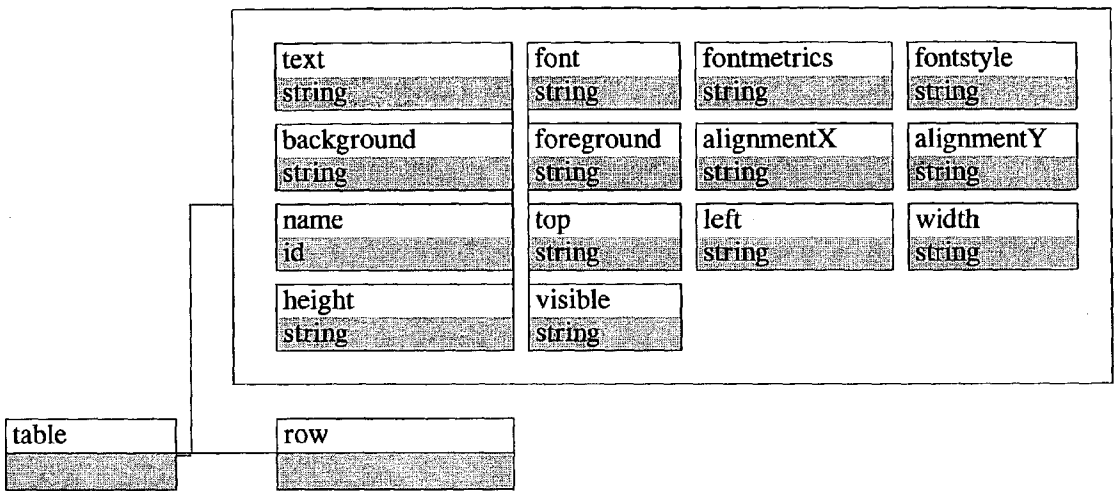 text font fontmetrics fontstyle
string string string string
background foreground alignmentX alignmentY
string string string string
name top left width
id string string string
height visible
string string
table row